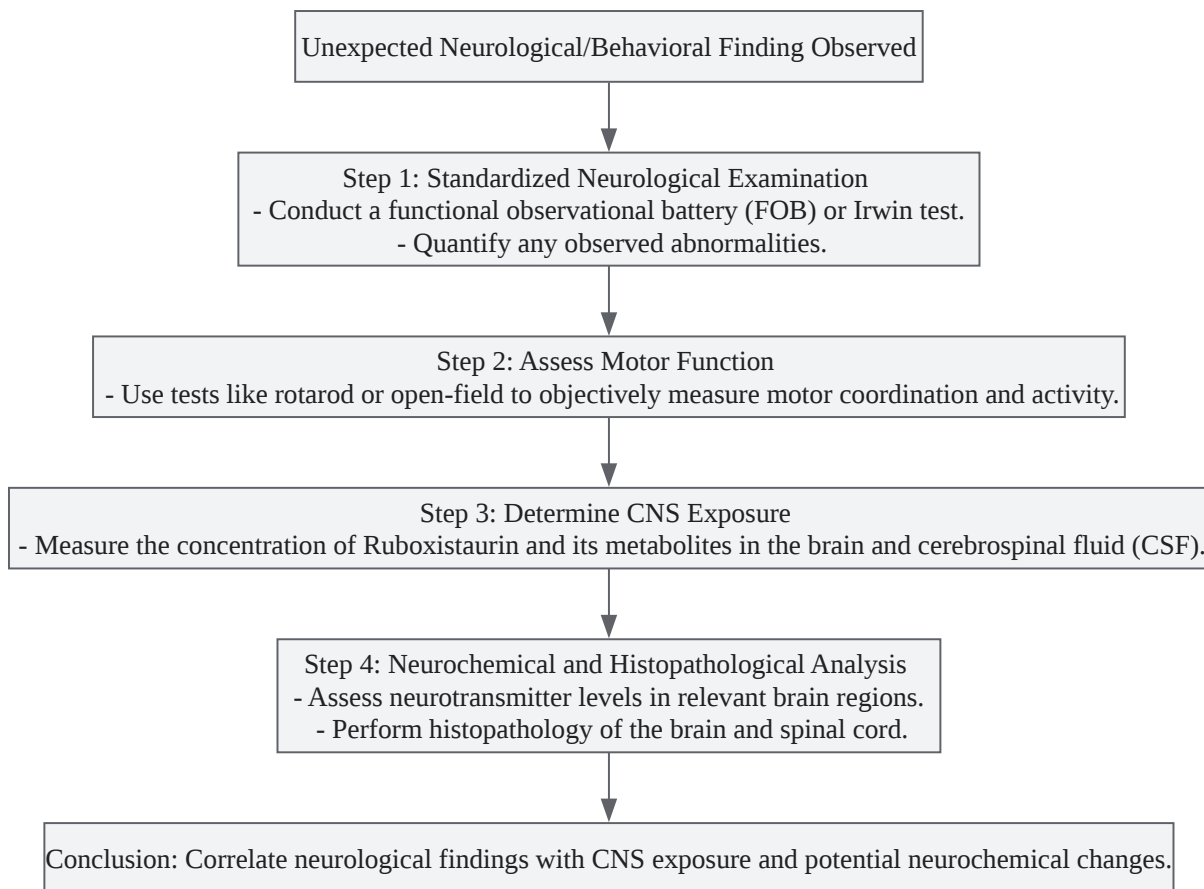 Unexpected Neurological/Behavioral Finding Observed
Step 1: Standardized Neurological Examination
- Conduct a functional observational battery (FOB) or Irwin test.
- Quantify any observed abnormalities.
Step 2: Assess Motor Function
- Use tests like rotarod or open-field to objectively measure motor coordination and activity.
Step 3: Determine CNS Exposure
- Measure the concentration of Ruboxistaurin and its metabolites in the brain and cerebrospinal fluid (CSF).
Step 4: Neurochemical and Histopathological Analysis
- Assess neurotransmitter levels in relevant brain regions.
- Perform histopathology of the brain and spinal cord.
Conclusion: Correlate neurological findings with CNS exposure and potential neurochemical changes.